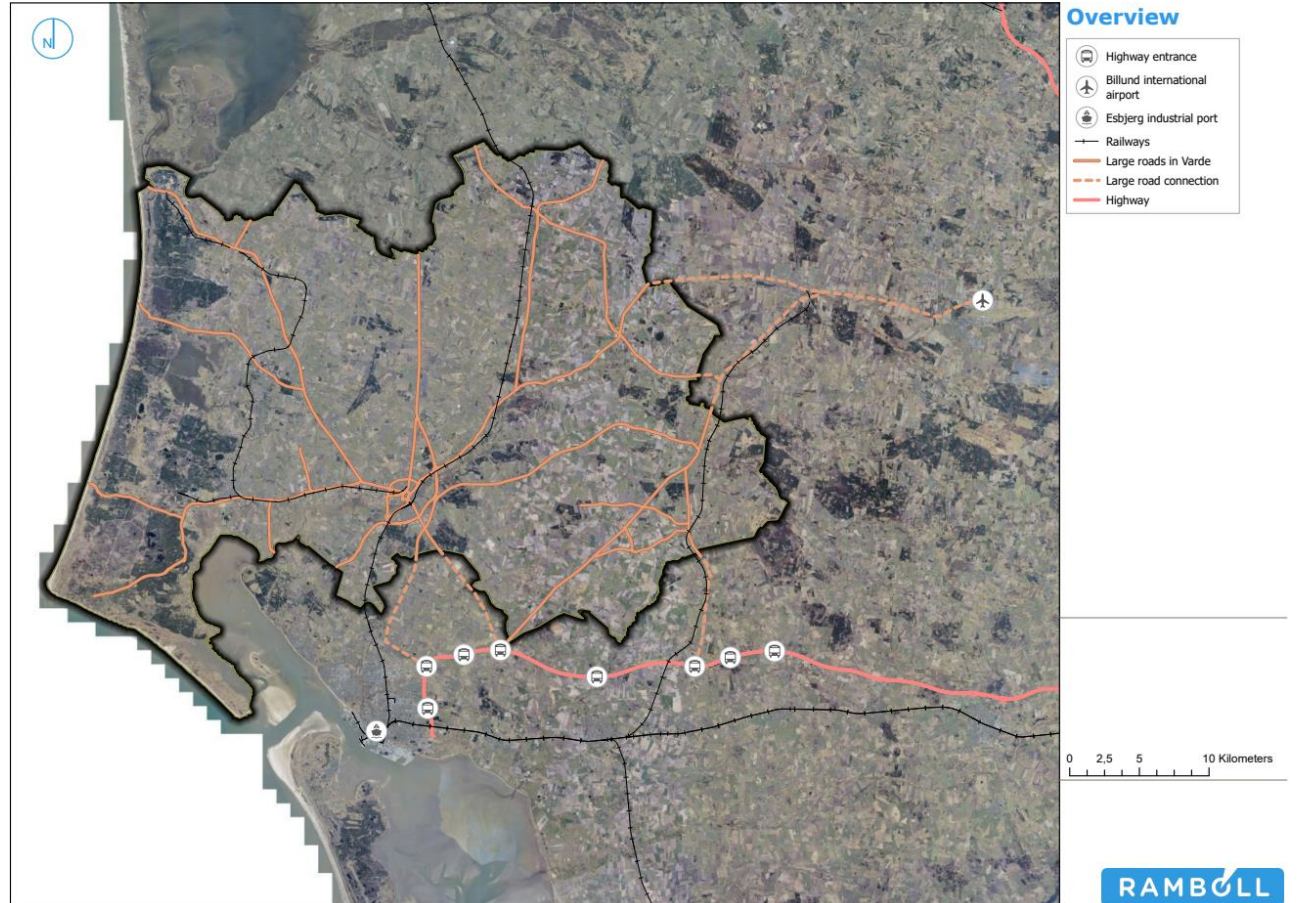 N
Overview
Highway entrance
Billund international
airport
Esbjerg industrial port
Railways
Large roads in Varde
Large road connection
Highway
0 2,5 5 10 Kilometers
RAMBOLL